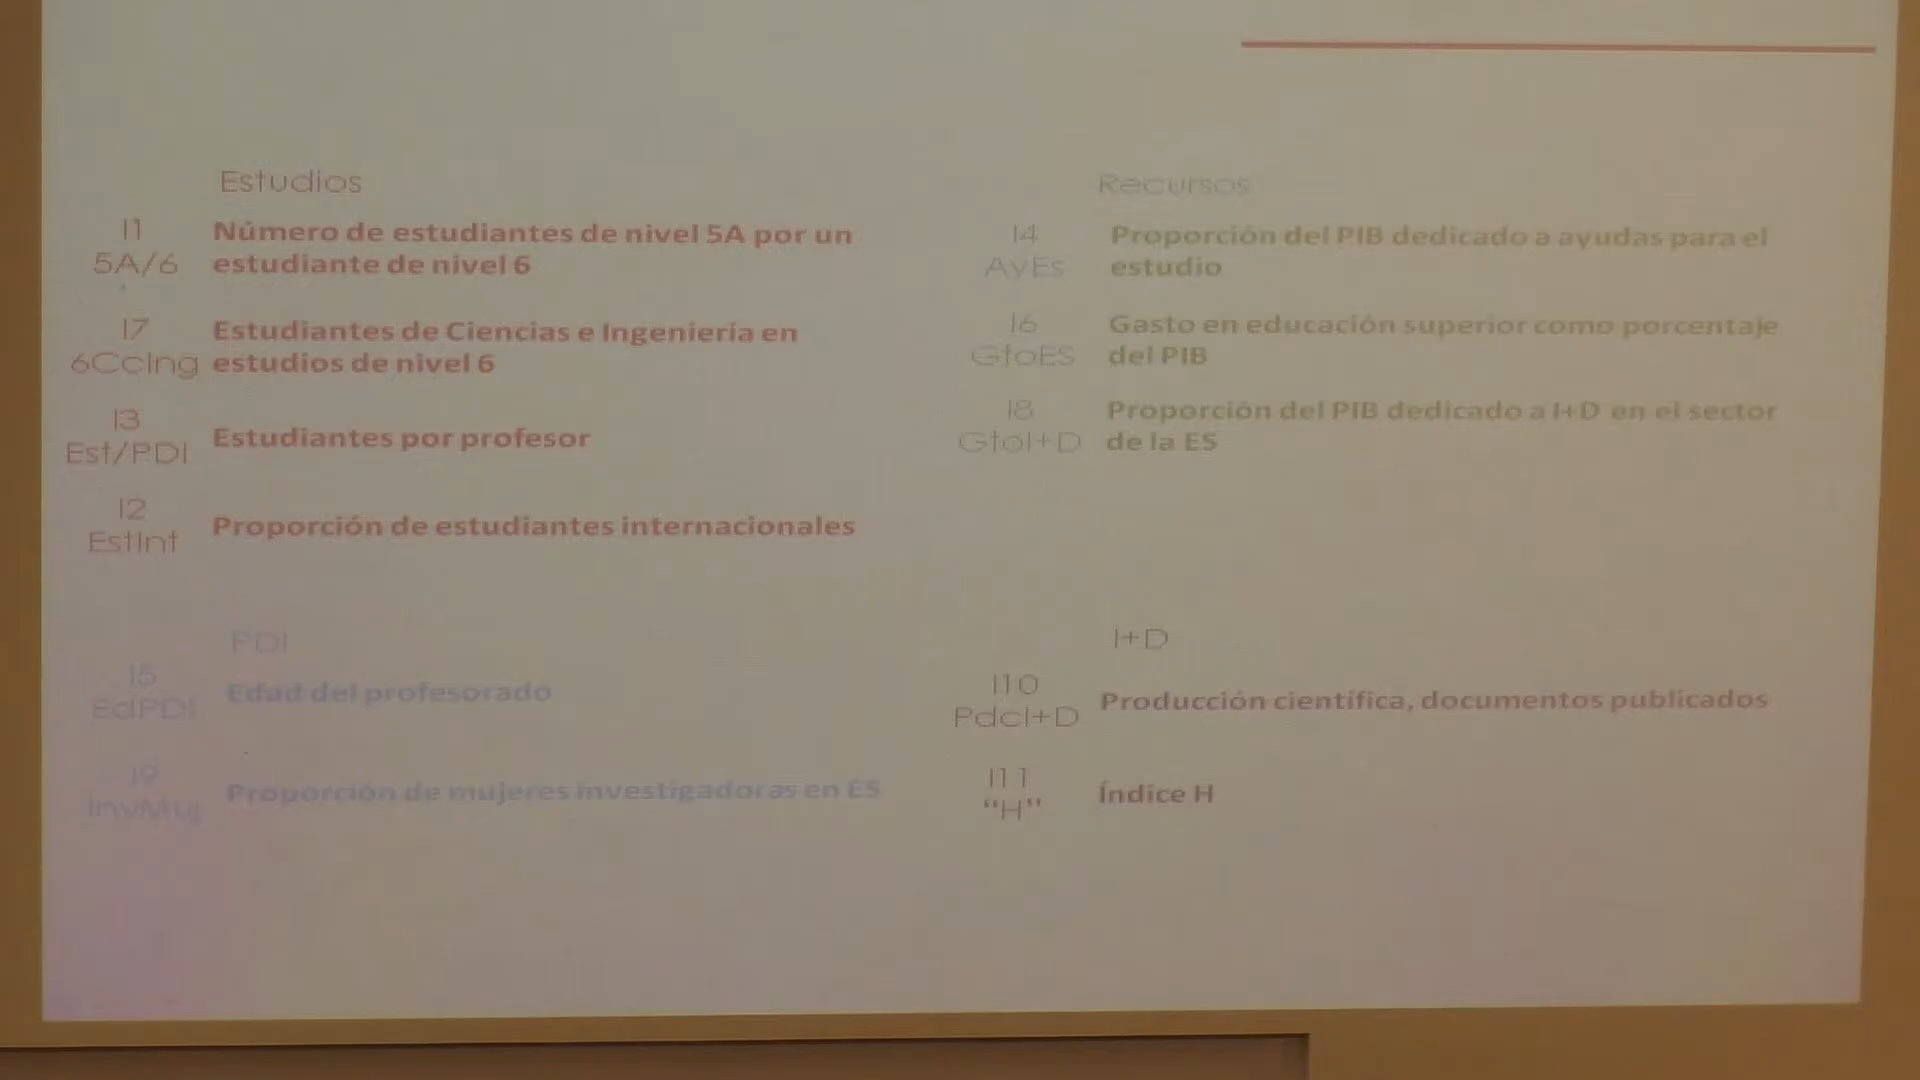 Estudios
I1
5A/6
Número de estudiantes de nivel 5A por un
estudiante de nivel 6
I7
6CcIng
Estudiantes de Ciencias e Ingeniería en
estudios de nivel 6
I3
Est/PDI
Estudiantes por profesor
I2
EstInt
Proporción de estudiantes internacionales
Recursos
I4
AyEs
Proporción del PIB dedicado a ayudas para el
estudio
I6
GtoES
Gasto en educación superior como porcentaje
del PIB
I8
GtoI+D
Proporción del PIB dedicado a I+D en el sector
de la ES
PDI
I5
EdPDI
Edad del profesorado
I9
InvMuj
Proporción de mujeres investigadoras en ES
I+D
I10
PdcI+D
Producción científica, documentos publicados
I11
"H"
Índice H